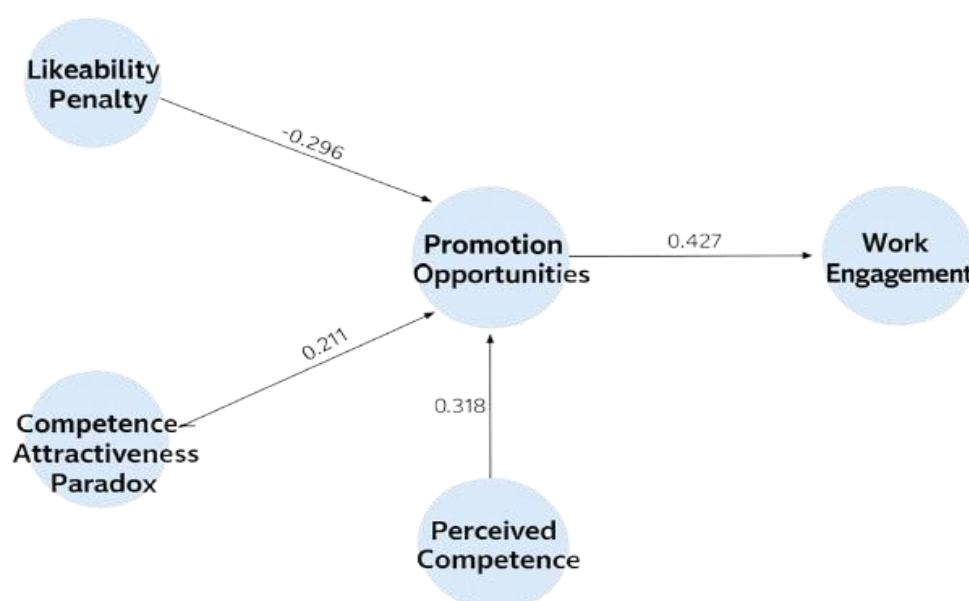 Likeability
Penalty
-0.296
Promotion
Opportunities
0.427
Work
Engagement
0.211
Competence–
Attractiveness
Paradox
0.318
Perceived
Competence